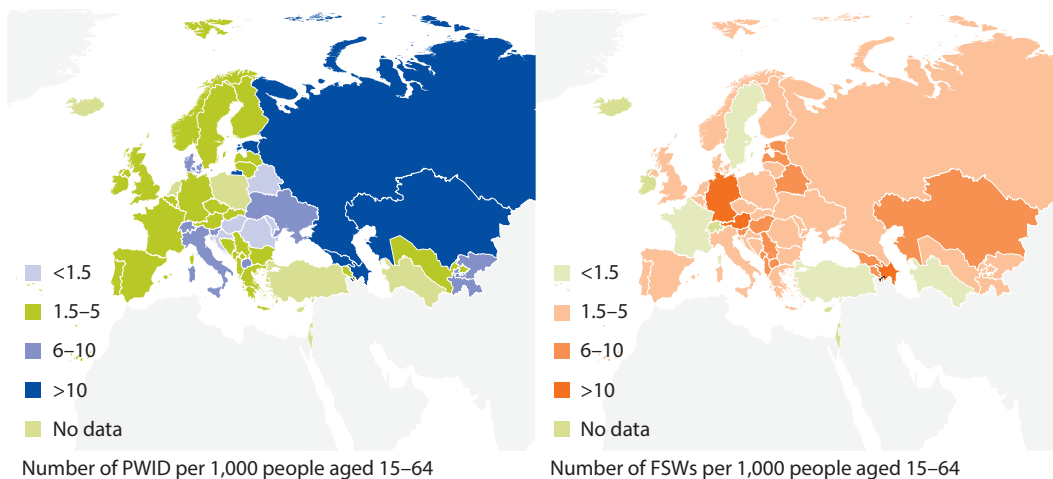 <1.5
1.5–5
6–10
>10
No data
Number of PWID per 1,000 people aged 15–64
<1.5
1.5–5
6–10
>10
No data
Number of FSWs per 1,000 people aged 15–64